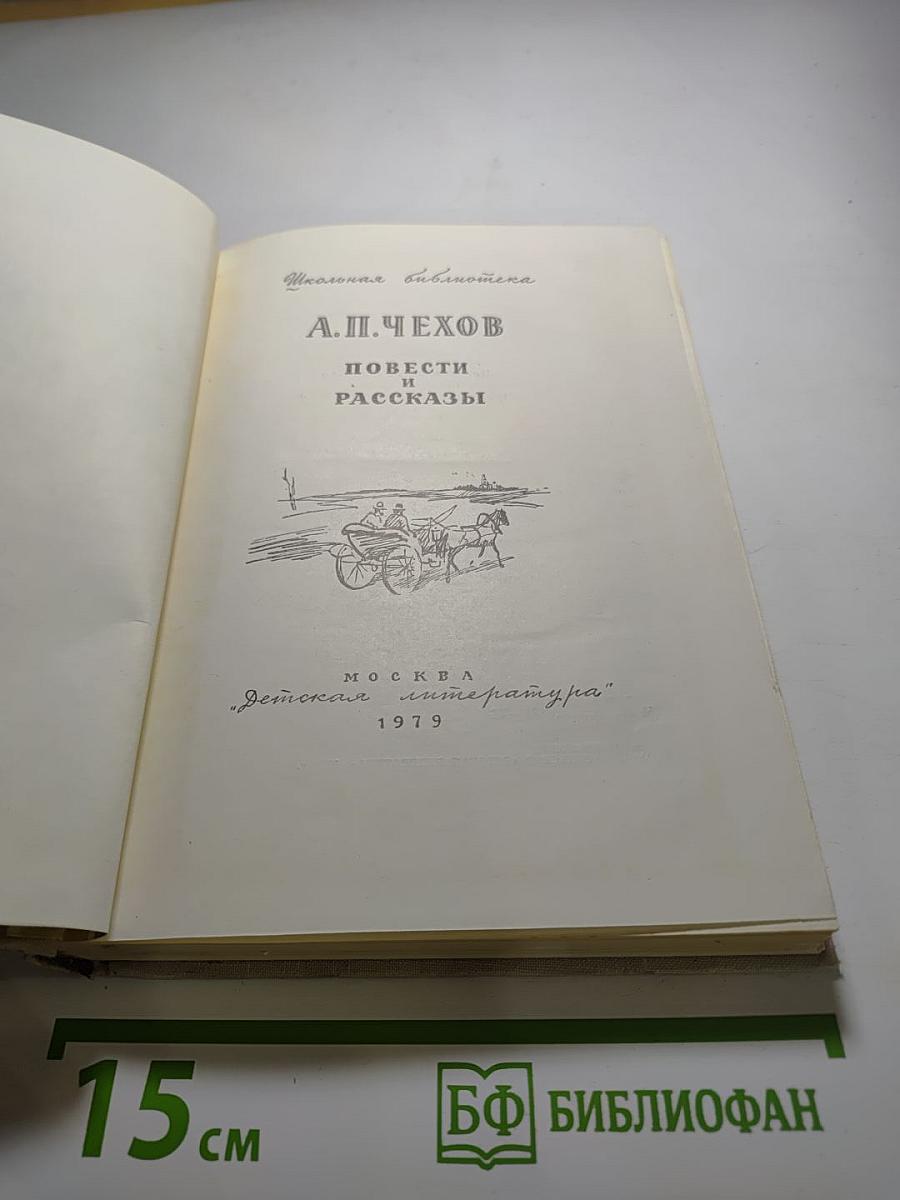 Школьная библиотека
А.П.ЧЕХОВ
ПОВЕСТИ
И
РАССКАЗЫ
МОСКВА
„Детская литература"
1979
15 см
БФ БИБЛИОФАН